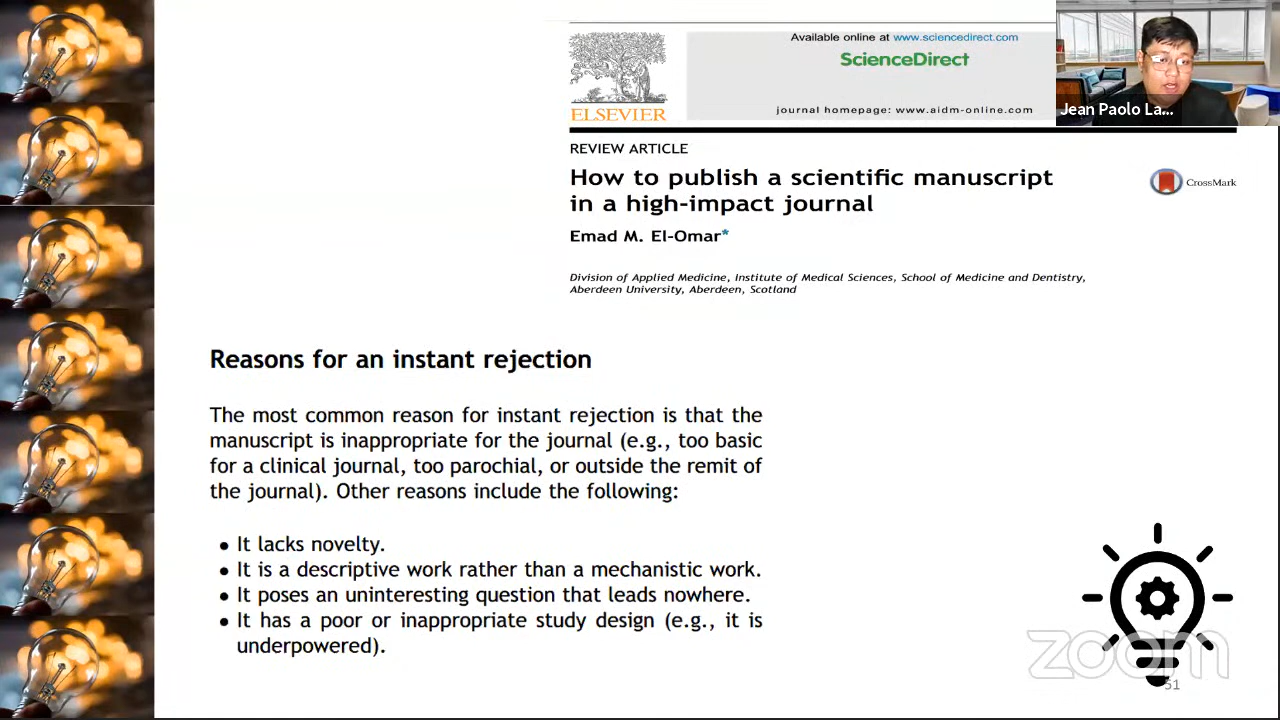 Available online at www.sciencedirect.com
ScienceDirect
journal homepage: www.aidm-online.com
ELSEVIER
Jean Paolo La...
REVIEW ARTICLE
How to publish a scientific manuscript
in a high-impact journal
CrossMark
Emad M. El-Omar*
Division of Applied Medicine, Institute of Medical Sciences, School of Medicine and Dentistry,
Aberdeen University, Aberdeen, Scotland
Reasons for an instant rejection
The most common reason for instant rejection is that the
manuscript is inappropriate for the journal (e.g., too basic
for a clinical journal, too parochial, or outside the remit of
the journal). Other reasons include the following:
• It lacks novelty.
• It is a descriptive work rather than a mechanistic work.
• It poses an uninteresting question that leads nowhere.
• It has a poor or inappropriate study design (e.g., it is
underpowered).
zoom
51